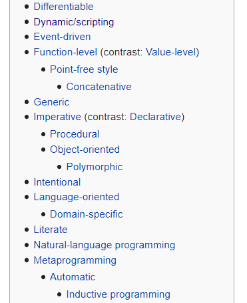 Differentiable
Dynamic/scripting
Event-driven
Function-level (contrast: Value-level)
Point-free style
Concatenative
Generic
Imperative (contrast: Declarative)
Procedural
Object-oriented
Polymorphic
Intentional
Language-oriented
Domain-specific
Literate
Natural-language programming
Metaprogramming
Automatic
Inductive programming